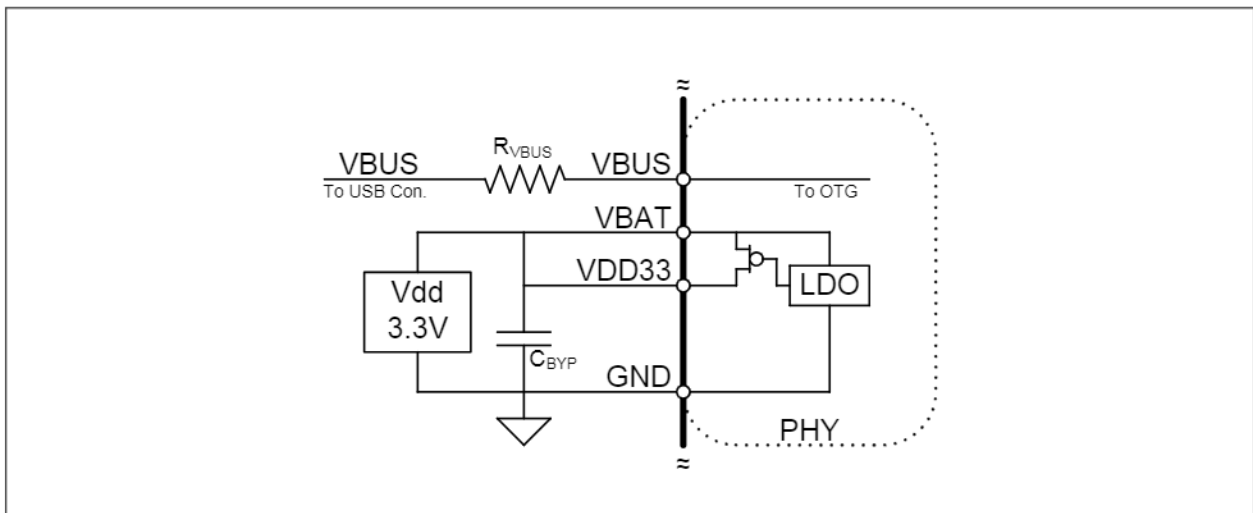 VBUS
To USB Con.
RVBUS
VBUS
To OTG
VBAT
VDD33
Vdd
3.3V
LDO
CBYP
GND
PHY